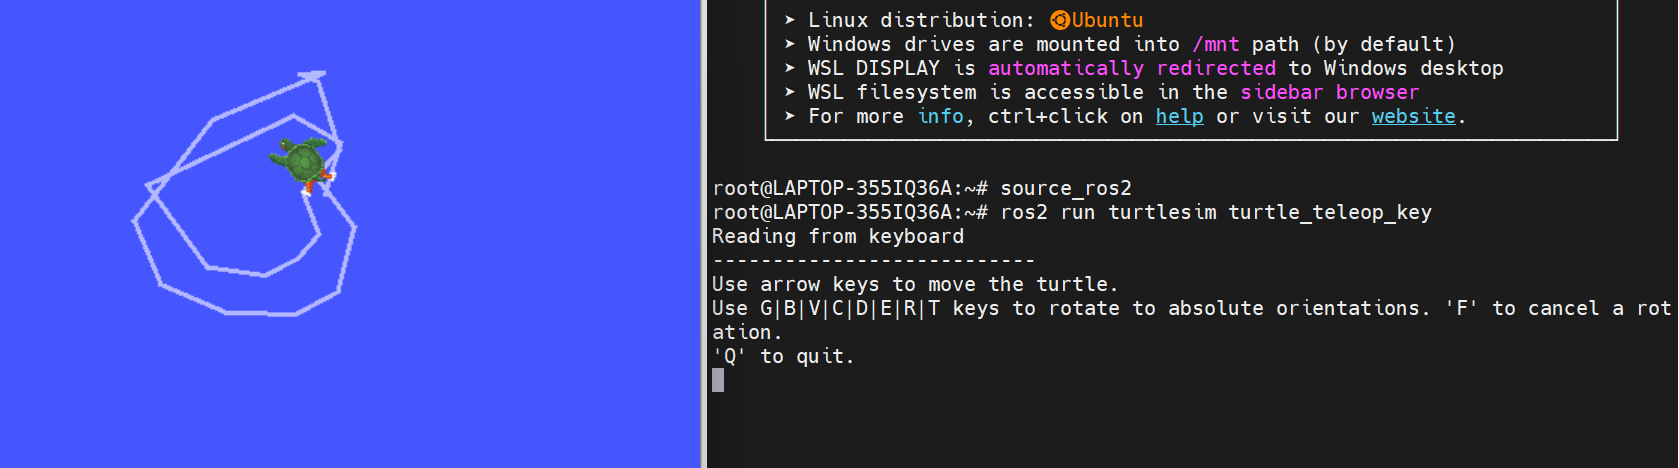 ➤ Linux distribution: Ubuntu
➤ Windows drives are mounted into /mnt path (by default)
➤ WSL DISPLAY is automatically redirected to Windows desktop
➤ WSL filesystem is accessible in the sidebar browser
➤ For more info, ctrl+click on help or visit our website.
root@LAPTOP-355IQ36A:~# source_ros2
root@LAPTOP-355IQ36A:~# ros2 run turtlesim turtle_teleop_key
Reading from keyboard
---------------------------
Use arrow keys to move the turtle.
Use G|B|V|C|D|E|R|T keys to rotate to absolute orientations. 'F' to cancel a rot
ation.
'Q' to quit.